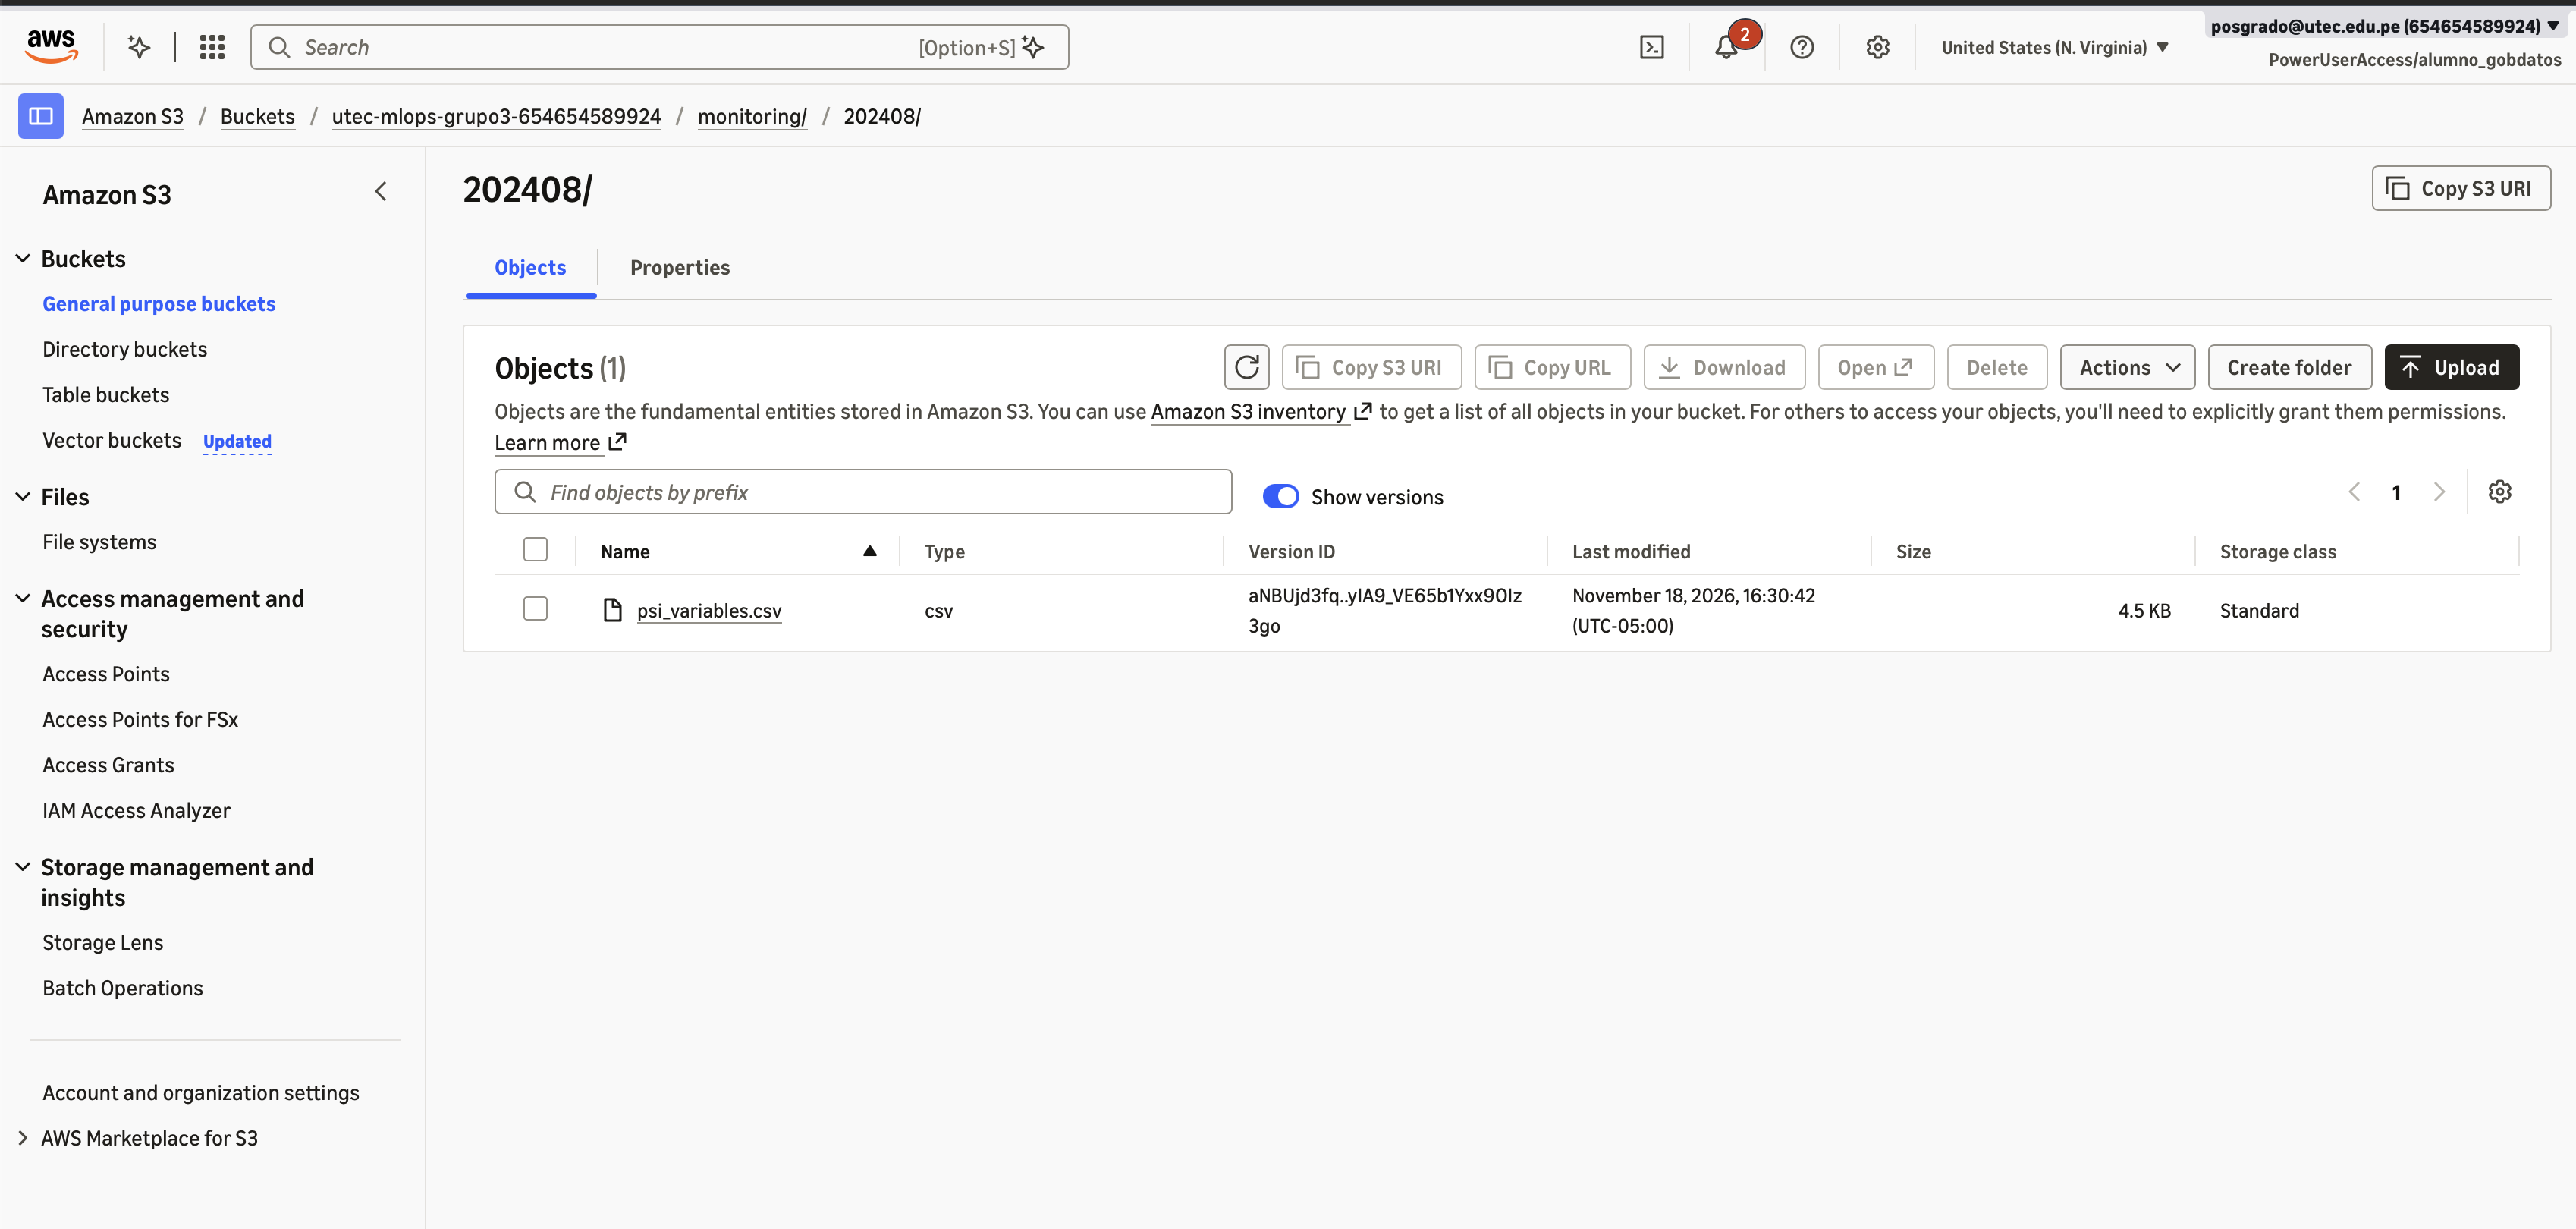 aws
Search [Option+S]
2
United States (N. Virginia)
posgrado@utec.edu.pe (654654589924)
PowerUserAccess/alumno_gobdatos
Amazon S3 / Buckets / utec-mlops-grupo3-654654589924 / monitoring/ / 202408/
Amazon S3
Buckets
General purpose buckets
Directory buckets
Table buckets
Vector buckets Updated
Files
File systems
Access management and
security
Access Points
Access Points for FSx
Access Grants
IAM Access Analyzer
Storage management and
insights
Storage Lens
Batch Operations
Account and organization settings
AWS Marketplace for S3
202408/
Copy S3 URI
Objects Properties
Objects (1)
Copy S3 URI Copy URL Download Open Delete Actions Create folder Upload
Objects are the fundamental entities stored in Amazon S3. You can use Amazon S3 inventory to get a list of all objects in your bucket. For others to access your objects, you'll need to explicitly grant them permissions.
Learn more
Find objects by prefix
Show versions
1
Name Type Version ID Last modified Size Storage class
psi_variables.csv csv aNBUjd3fq..yIA9_VE65b1Yxx9OIz November 18, 2026, 16:30:42 4.5 KB Standard
3go (UTC-05:00)